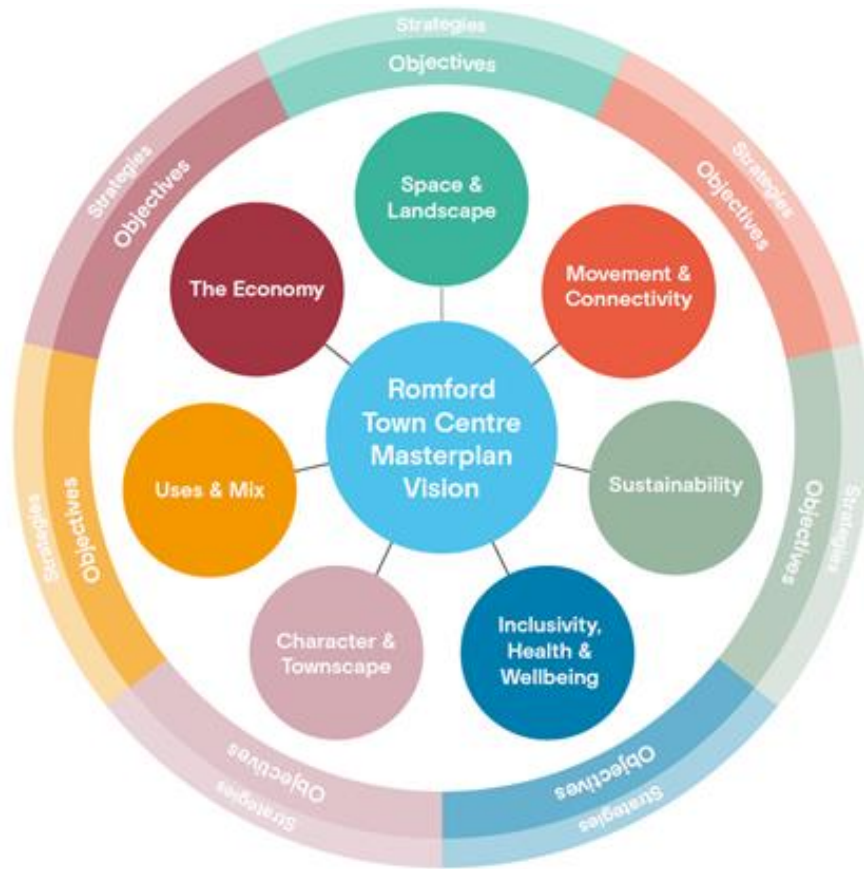 Strategies
Objectives
Strategies
Objectives
Strategies
Objectives
Space &
Landscape
The Economy
Movement &
Connectivity
Romford
Town Centre
Masterplan
Vision
Uses & Mix
Sustainability
Character &
Townscape
Inclusivity,
Health &
Wellbeing
Strategies
Objectives
Objectives
Strategies
Objectives
Strategies
Objectives
Strategies